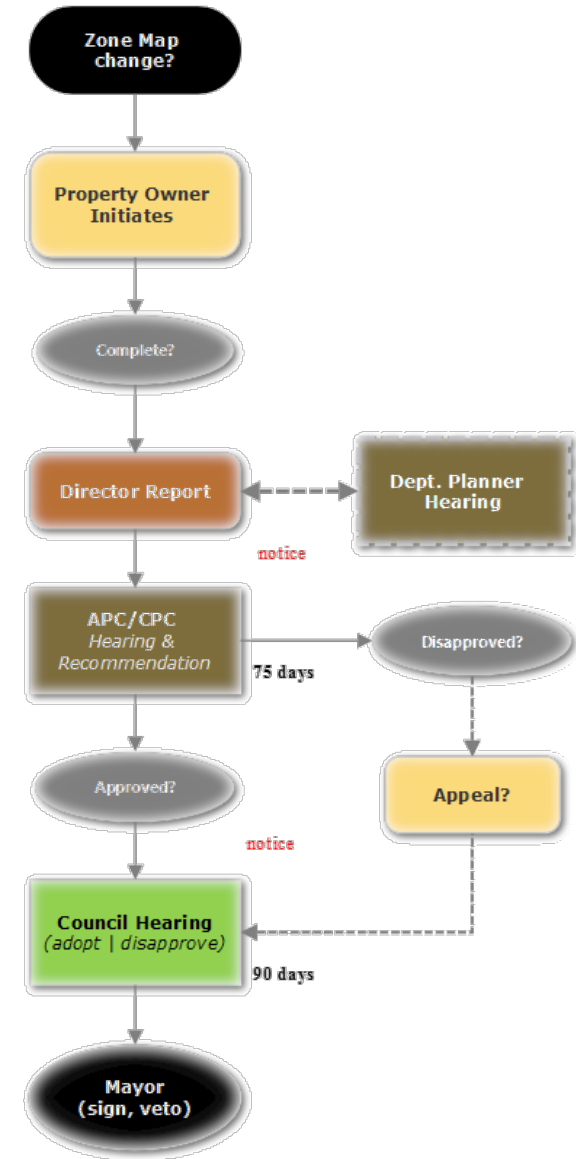 Zone Map
change?
Property Owner
Initiates
Complete?
Director Report
Dept. Planner
Hearing
notice
APC/CPC
Hearing &
Recommendation
Disapproved?
75 days
Approved?
Appeal?
notice
Council Hearing
(adopt | disapprove)
90 days
Mayor
(sign, veto)